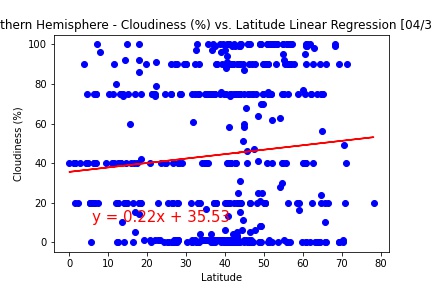 thern Hemisphere - Cloudiness (%) vs. Latitude Linear Regression [04/3
100
80
60
40
20
0
Cloudiness (%)
y = 0.22x + 35.53
0 10 20 30 40 50 60 70 80
Latitude